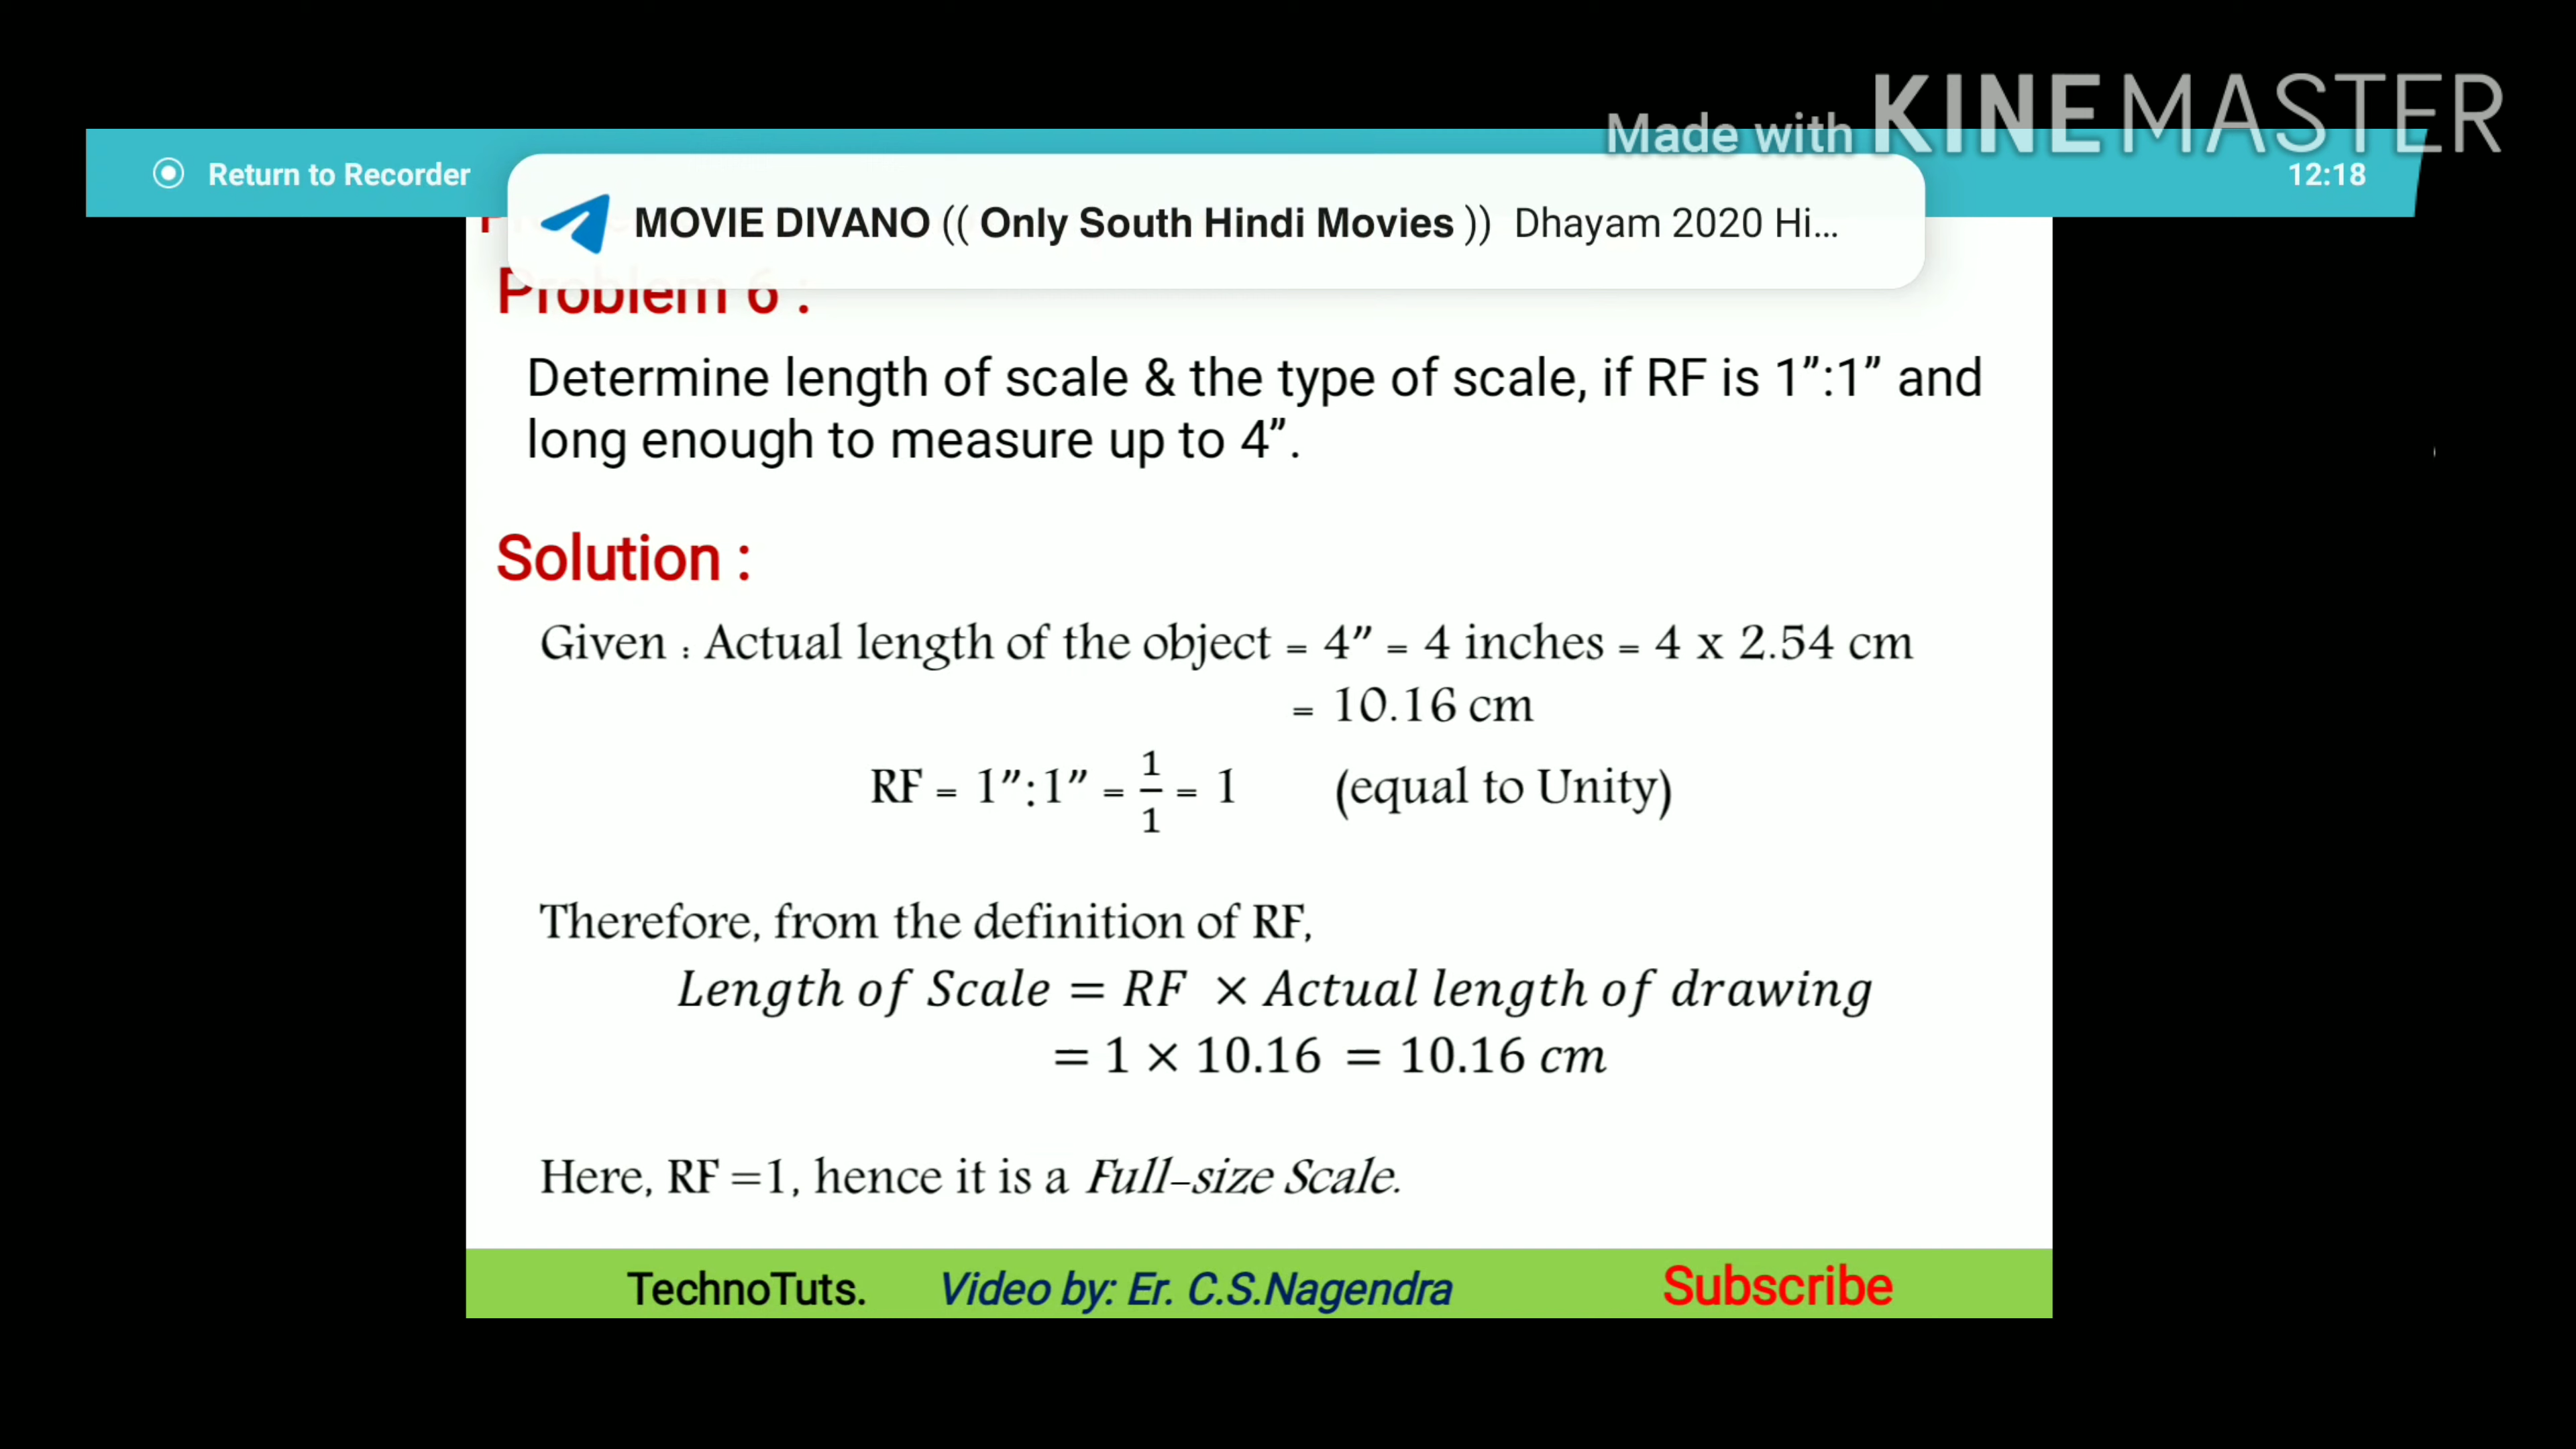 Made with KINEMASTER
Return to Recorder
12:18
MOVIE DIVANO (( Only South Hindi Movies )) Dhayam 2020 Hi...
Problem 6 :
Determine length of scale & the type of scale, if RF is 1”:1” and
long enough to measure up to 4”.
Solution :
Given : Actual length of the object = 4” = 4 inches = 4 x 2.54 cm
= 10.16 cm
RF = 1”:1” = 1/1 = 1 (equal to Unity)
Therefore, from the definition of RF,
Length of Scale = RF × Actual length of drawing
= 1 × 10.16 = 10.16 cm
Here, RF =1, hence it is a Full-size Scale.
TechnoTuts. Video by: Er. C.S.Nagendra Subscribe